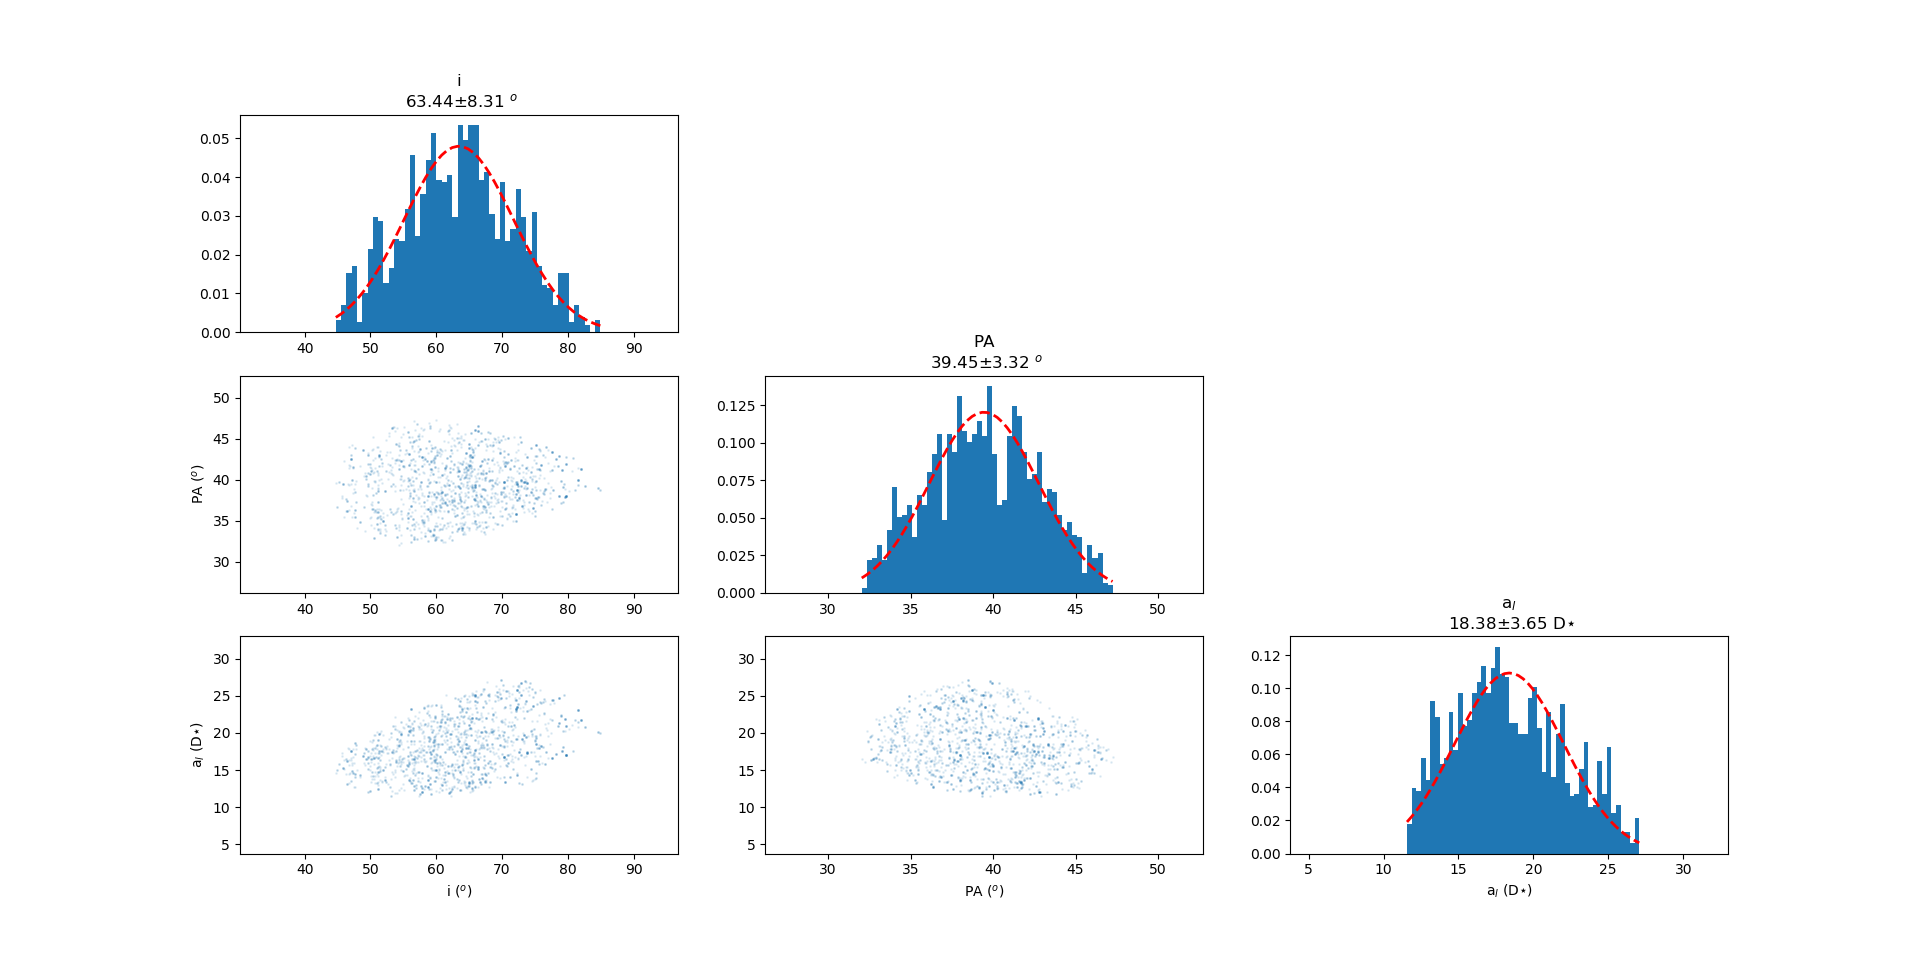 i
63.44±8.31 °
0.05
0.04
0.03
0.02
0.01
0.00
40 50 60 70 80 90
PA
39.45±3.32 °
50
45
40
35
30
PA (°)
40 50 60 70 80 90
0.125
0.100
0.075
0.050
0.025
0.000
30 35 40 45 50
a_l
18.38±3.65 D⋆
30
25
20
15
10
5
a_l (D⋆)
40 50 60 70 80 90
i (°)
30
25
20
15
10
5
30 35 40 45 50
PA (°)
0.12
0.10
0.08
0.06
0.04
0.02
0.00
5 10 15 20 25 30
a_l (D⋆)